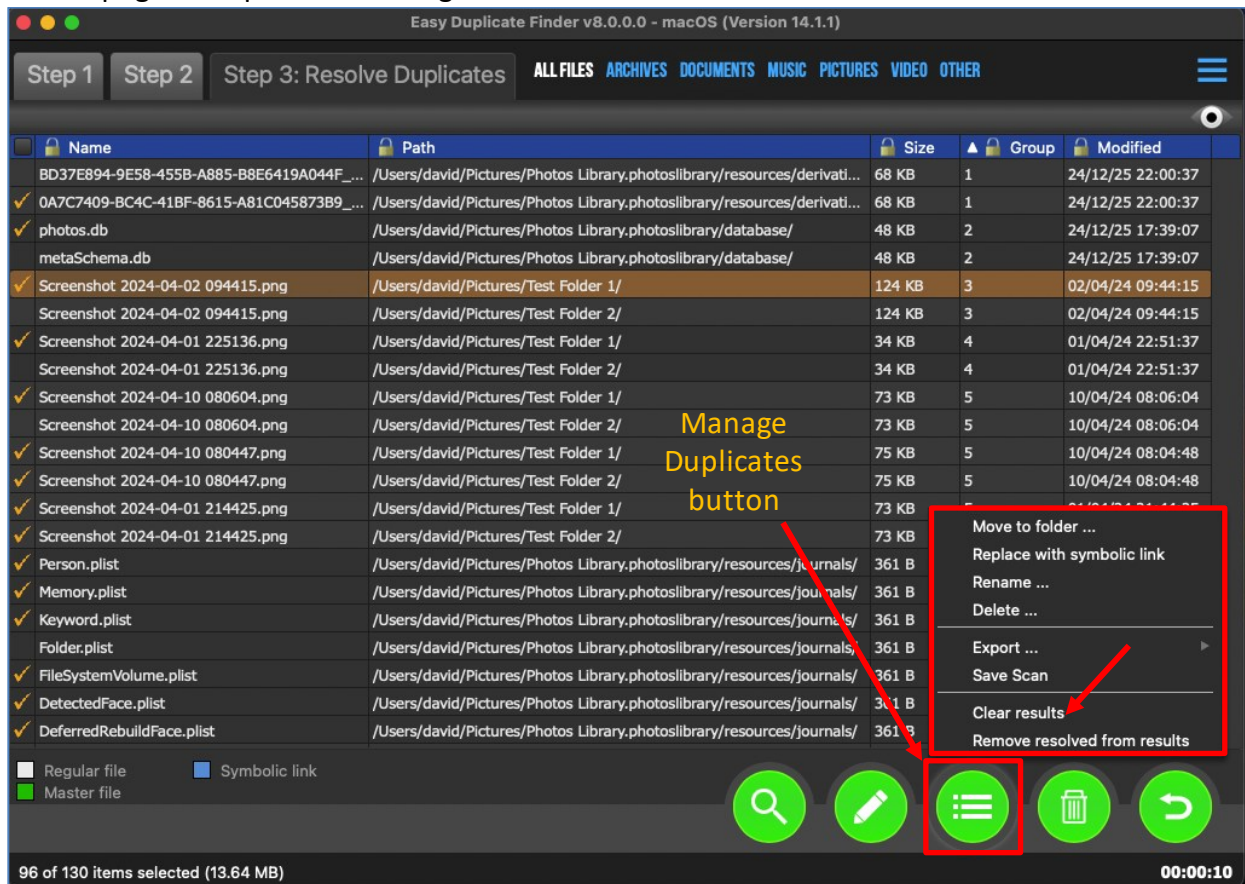 Easy Duplicate Finder v8.0.0.0 - macOS (Version 14.1.1)
Step 1 Step 2 Step 3: Resolve Duplicates ALL FILES ARCHIVES DOCUMENTS MUSIC PICTURES VIDEO OTHER
Name Path Size Group Modified
BD37E894-9E58-455B-A885-B8E6419A044F_... /Users/david/Pictures/Photos Library.photoslibrary/resources/derivati... 68 KB 1 24/12/25 22:00:37
0A7C7409-BC4C-41BF-8615-A81C045873B9_... /Users/david/Pictures/Photos Library.photoslibrary/resources/derivati... 68 KB 1 24/12/25 22:00:37
photos.db /Users/david/Pictures/Photos Library.photoslibrary/database/ 48 KB 2 24/12/25 17:39:07
metaSchema.db /Users/david/Pictures/Photos Library.photoslibrary/database/ 48 KB 2 24/12/25 17:39:07
Screenshot 2024-04-02 094415.png /Users/david/Pictures/Test Folder 1/ 124 KB 3 02/04/24 09:44:15
Screenshot 2024-04-02 094415.png /Users/david/Pictures/Test Folder 2/ 124 KB 3 02/04/24 09:44:15
Screenshot 2024-04-01 225136.png /Users/david/Pictures/Test Folder 1/ 34 KB 4 01/04/24 22:51:37
Screenshot 2024-04-01 225136.png /Users/david/Pictures/Test Folder 2/ 34 KB 4 01/04/24 22:51:37
Screenshot 2024-04-10 080604.png /Users/david/Pictures/Test Folder 1/ 73 KB 5 10/04/24 08:06:04
Screenshot 2024-04-10 080604.png /Users/david/Pictures/Test Folder 2/ 73 KB 5 10/04/24 08:06:04
Screenshot 2024-04-10 080447.png /Users/david/Pictures/Test Folder 1/ 75 KB 5 10/04/24 08:04:48
Screenshot 2024-04-10 080447.png /Users/david/Pictures/Test Folder 2/ 75 KB 5 10/04/24 08:04:48
Screenshot 2024-04-01 214425.png /Users/david/Pictures/Test Folder 1/ 73 KB
Screenshot 2024-04-01 214425.png /Users/david/Pictures/Test Folder 2/ 73 KB
Person.plist /Users/david/Pictures/Photos Library.photoslibrary/resources/journals/ 361 B
Memory.plist /Users/david/Pictures/Photos Library.photoslibrary/resources/journals/ 361 B
Keyword.plist /Users/david/Pictures/Photos Library.photoslibrary/resources/journals/ 361 B
Folder.plist /Users/david/Pictures/Photos Library.photoslibrary/resources/journals/ 361 B
FileSystemVolume.plist /Users/david/Pictures/Photos Library.photoslibrary/resources/journals/ 361 B
DetectedFace.plist /Users/david/Pictures/Photos Library.photoslibrary/resources/journals/ 361 B
DeferredRebuildFace.plist /Users/david/Pictures/Photos Library.photoslibrary/resources/journals/ 361 B
Manage
Duplicates
button
Move to folder ...
Replace with symbolic link
Rename ...
Delete ...
Export ...
Save Scan
Clear results
Remove resolved from results
Regular file Symbolic link
Master file
96 of 130 items selected (13.64 MB) 00:00:10